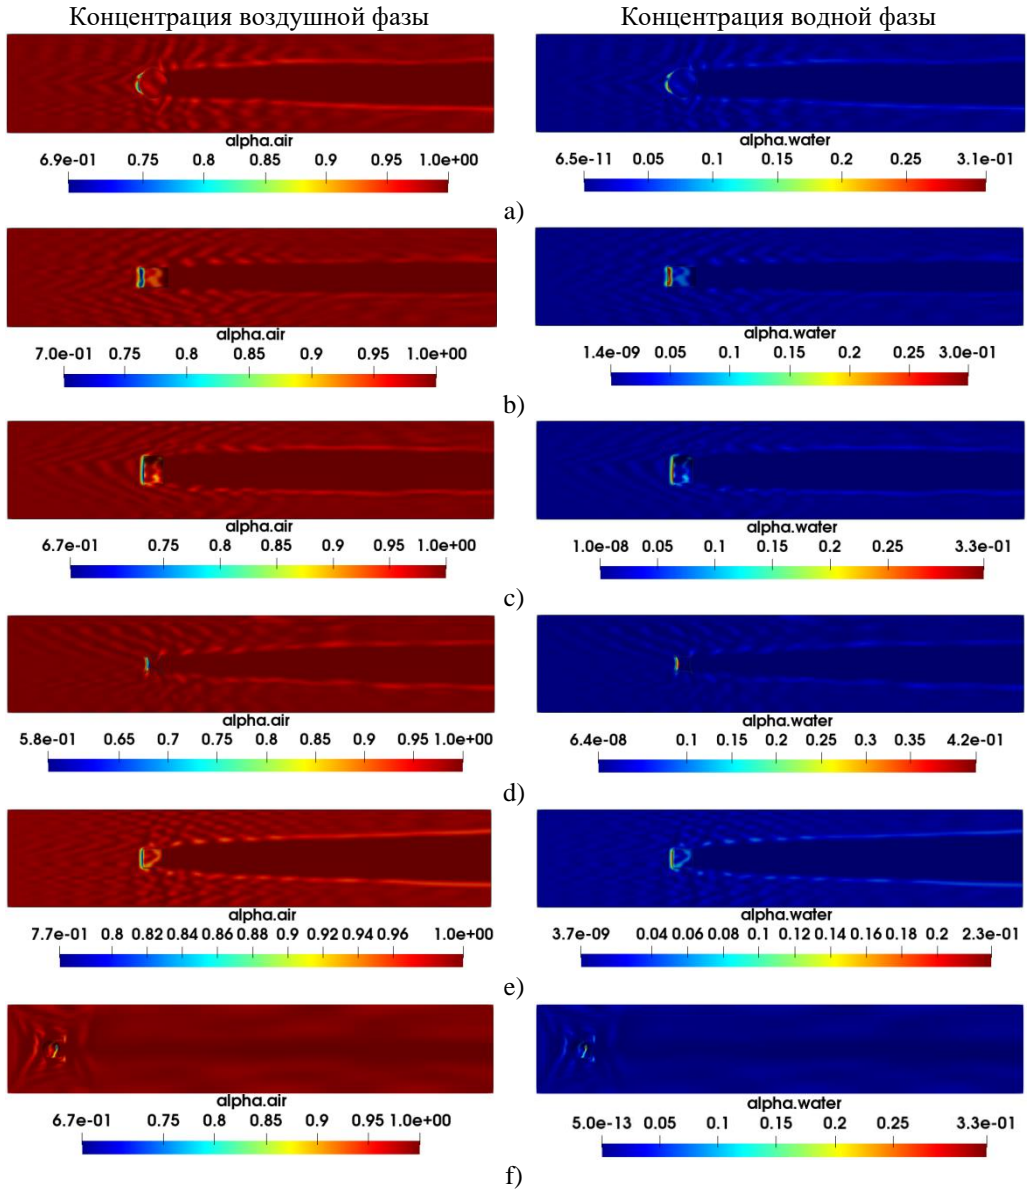 Концентрация воздушной фазы Концентрация водной фазы
alpha.air alpha.water
6.9e-01 0.75 0.8 0.85 0.9 0.95 1.0e+00 6.5e-11 0.05 0.1 0.15 0.2 0.25 3.1e-01
a)
alpha.air alpha.water
7.0e-01 0.75 0.8 0.85 0.9 0.95 1.0e+00 1.4e-09 0.05 0.1 0.15 0.2 0.25 3.0e-01
b)
alpha.air alpha.water
6.7e-01 0.75 0.8 0.85 0.9 0.95 1.0e+00 1.0e-08 0.05 0.1 0.15 0.2 0.25 3.3e-01
c)
alpha.air alpha.water
5.8e-01 0.65 0.7 0.75 0.8 0.85 0.9 0.95 1.0e+00 6.4e-08 0.1 0.15 0.2 0.25 0.3 0.35 4.2e-01
d)
alpha.air alpha.water
7.7e-01 0.8 0.82 0.84 0.86 0.88 0.9 0.92 0.94 0.96 1.0e+00 3.7e-09 0.04 0.06 0.08 0.1 0.12 0.14 0.16 0.18 0.2 2.3e-01
e)
alpha.air alpha.water
6.7e-01 0.75 0.8 0.85 0.9 0.95 1.0e+00 5.0e-13 0.05 0.1 0.15 0.2 0.25 3.3e-01
f)